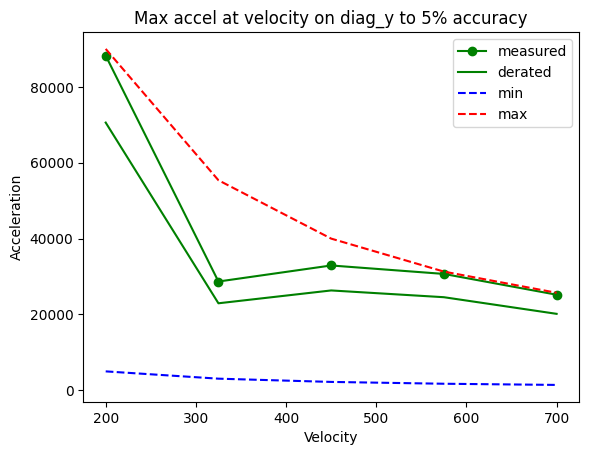 Max accel at velocity on diag_y to 5% accuracy
measured
derated
min
max
80000
60000
40000
20000
0
Acceleration
200
300
400
500
600
700
Velocity